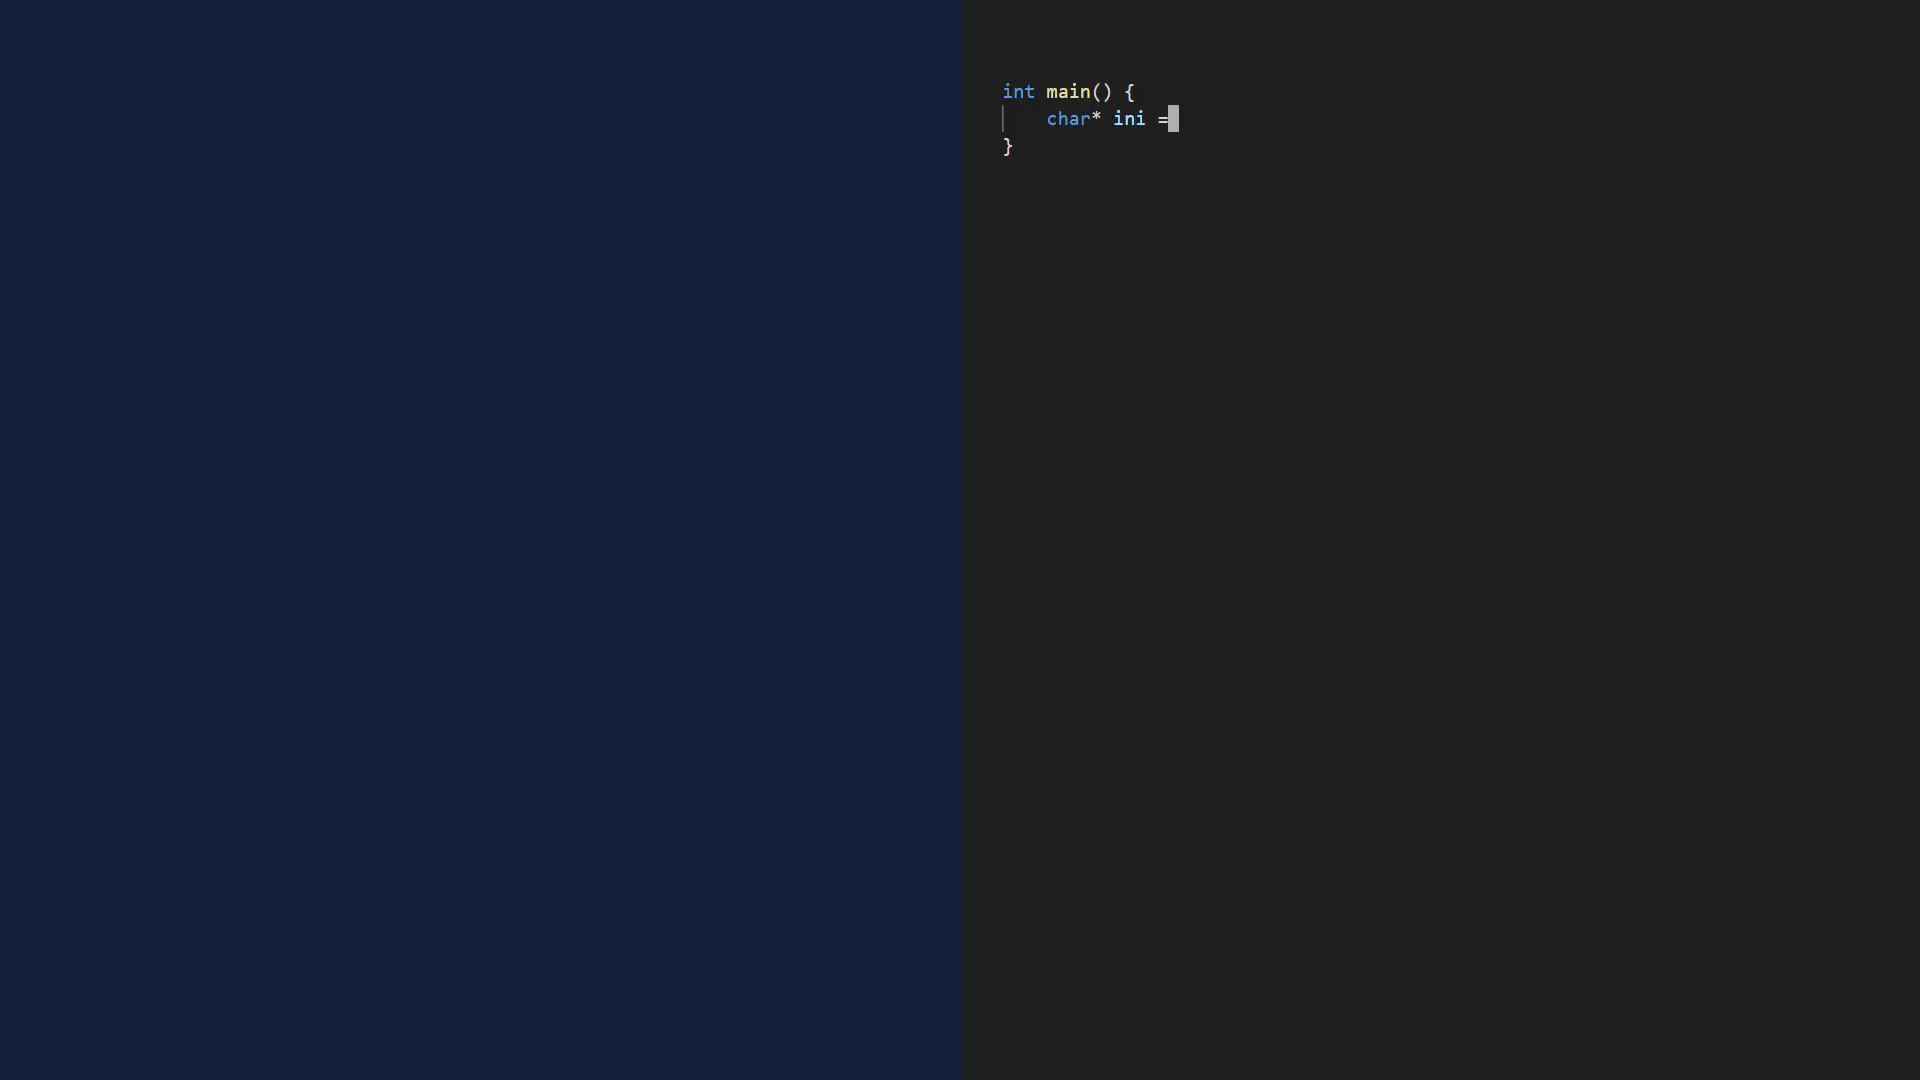 int main() {
    char* ini =
}